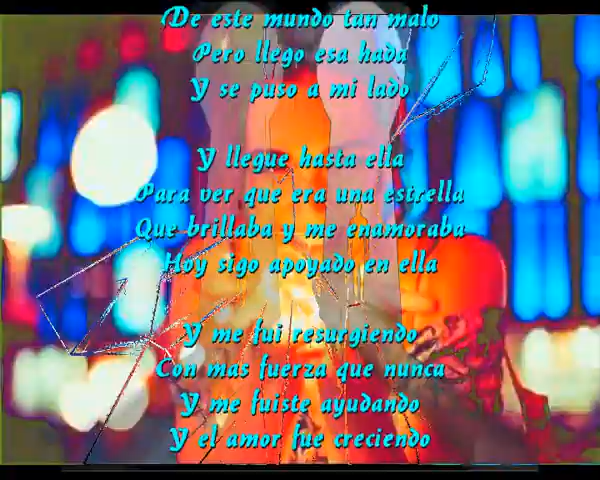 De este mundo tan malo
Pero llego esa hada
Y se puso a mi lado
Y llegue hasta ella
Para ver que era una estrella
Que brillaba y me enamoraba
Hoy sigo apoyado en ella
Y me fui resurgiendo
Con mas fuerza que nunca
Y me fuiste ayudando
Y el amor fue creciendo